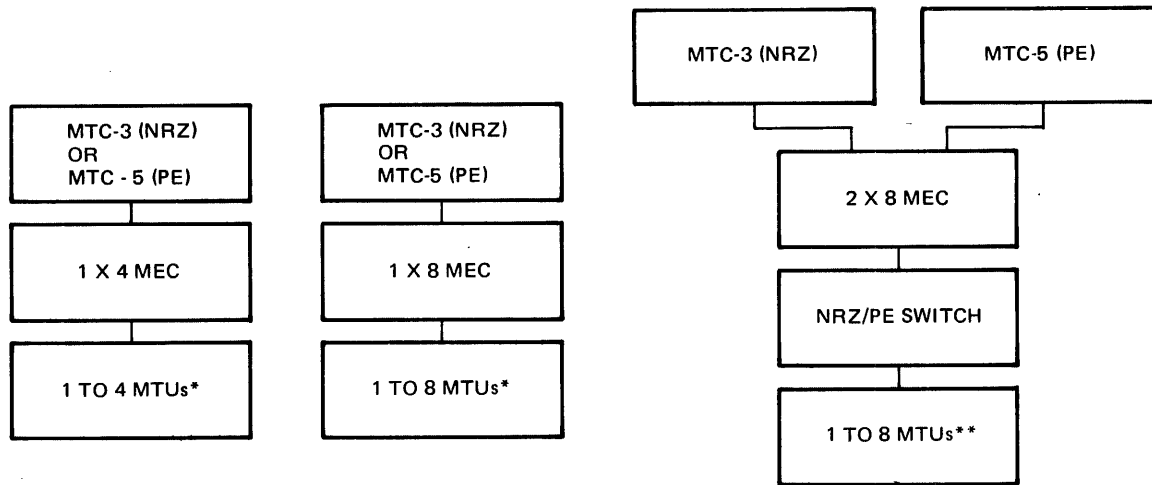 MTC-3 (NRZ)
OR
MTC - 5 (PE)
1 X 4 MEC
1 TO 4 MTUs*
MTC-3 (NRZ)
OR
MTC-5 (PE)
1 X 8 MEC
1 TO 8 MTUs*
MTC-3 (NRZ)
MTC-5 (PE)
2 X 8 MEC
NRZ/PE SWITCH
1 TO 8 MTUs**